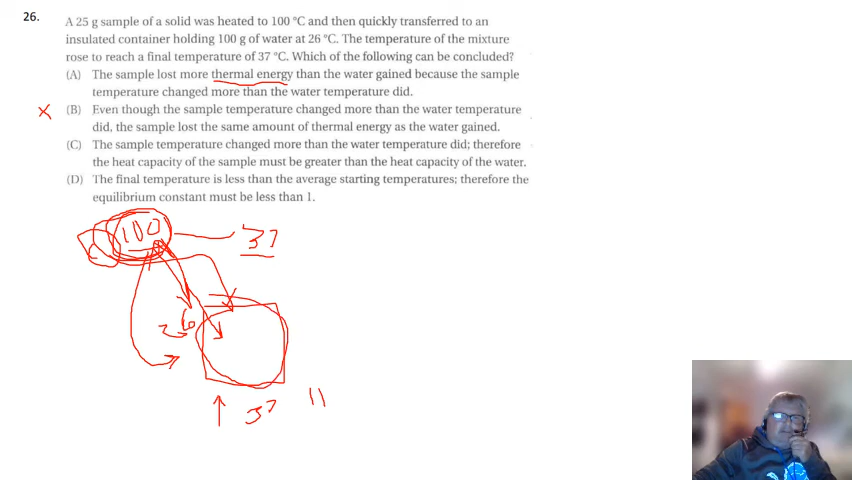 26.
A 25 g sample of a solid was heated to 100 °C and then quickly transferred to an
insulated container holding 100 g of water at 26 °C. The temperature of the mixture
rose to reach a final temperature of 37 °C. Which of the following can be concluded?
(A) The sample lost more thermal energy than the water gained because the sample
temperature changed more than the water temperature did.
X (B) Even though the sample temperature changed more than the water temperature
did, the sample lost the same amount of thermal energy as the water gained.
(C) The sample temperature changed more than the water temperature did; therefore
the heat capacity of the sample must be greater than the heat capacity of the water.
(D) The final temperature is less than the average starting temperatures; therefore the
equilibrium constant must be less than 1.
100
37
26
37 11